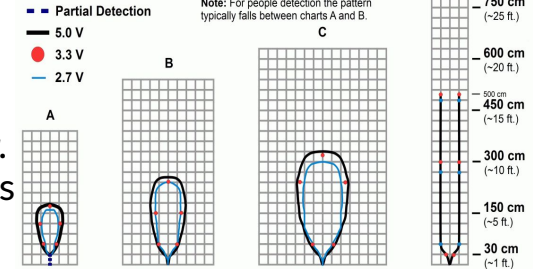 Partial Detection
5.0 V
3.3 V
2.7 V
Note: For people detection the pattern
typically falls between charts A and B.
A
B
C
750 cm
(~25 ft.)
600 cm
(~20 ft.)
500 cm
450 cm
(~15 ft.)
300 cm
(~10 ft.)
150 cm
(~5 ft.)
30 cm
(~1 ft.)
.
s